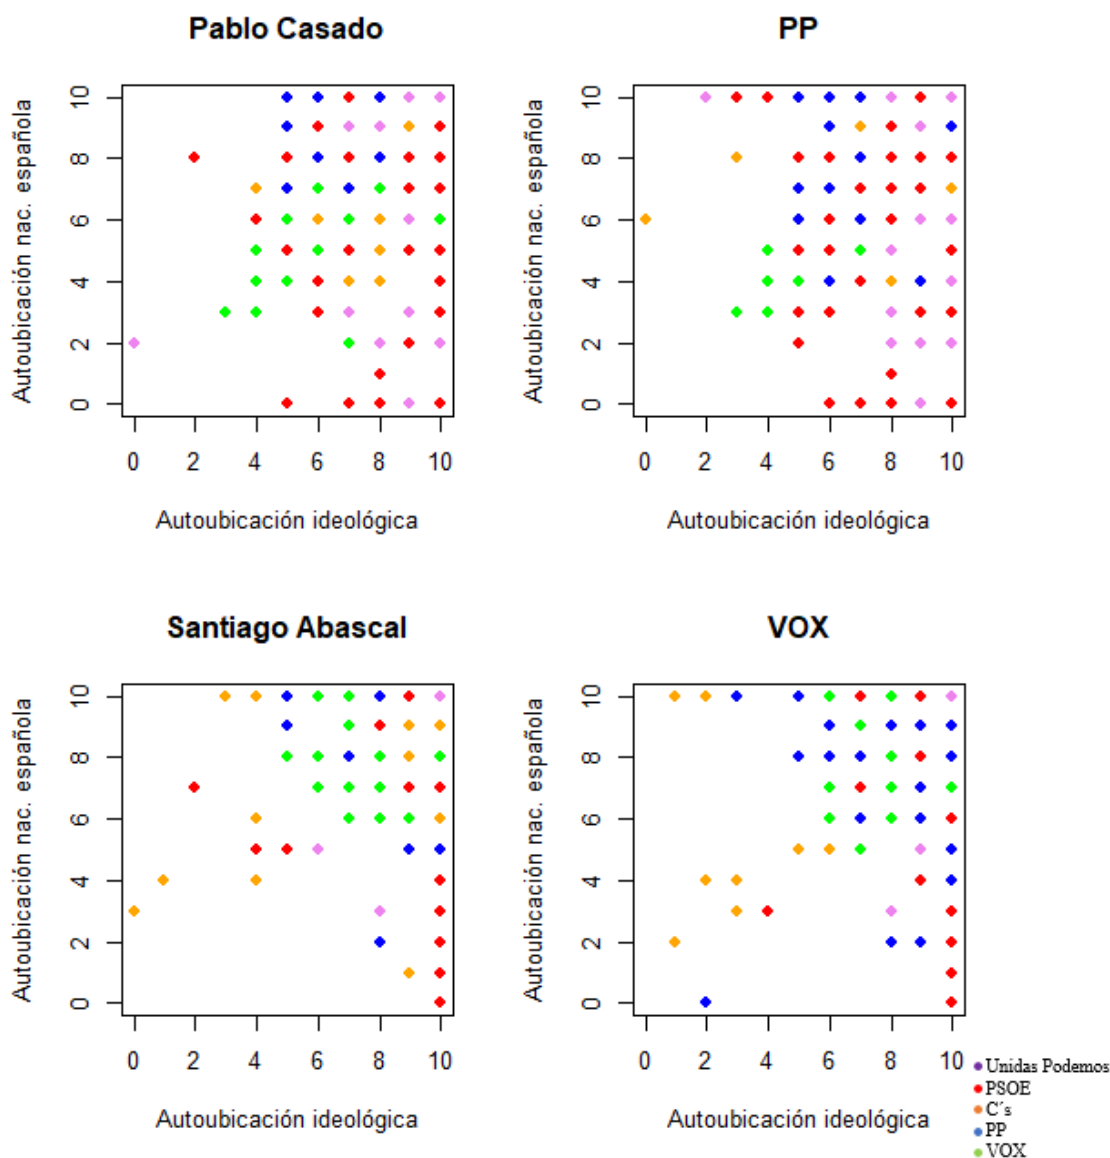 Pablo Casado
PP
Autoubicación nac. española
10
8
6
4
2
0
0 2 4 6 8 10
Autoubicación ideológica
Autoubicación nac. española
10
8
6
4
2
0
0 2 4 6 8 10
Autoubicación ideológica
Santiago Abascal
VOX
Autoubicación nac. española
10
8
6
4
2
0
0 2 4 6 8 10
Autoubicación ideológica
Autoubicación nac. española
10
8
6
4
2
0
0 2 4 6 8 10
Autoubicación ideológica
Unidas Podemos
PSOE
C´s
PP
VOX